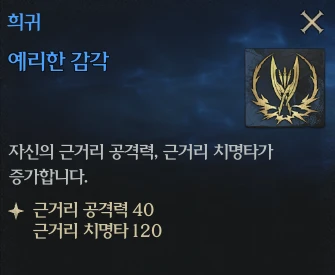 희귀
예리한 감각
자신의 근거리 공격력, 근거리 치명타가
증가합니다.
근거리 공격력 40
근거리 치명타 120